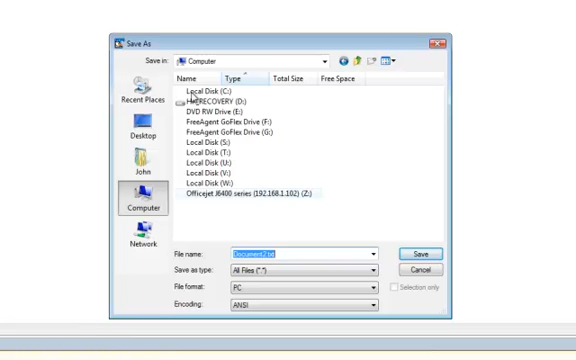 Save As
Save in: Computer
Name Type Total Size Free Space
Recent Places
Desktop
John
Computer
Network
Local Disk (C:)
RECOVERY (D:)
DVD RW Drive (E:)
FreeAgent GoFlex Drive (F:)
FreeAgent GoFlex Drive (G:)
Local Disk (S:)
Local Disk (T:)
Local Disk (U:)
Local Disk (V:)
Local Disk (W:)
Officejet J6400 series (192.168.1.102) (Z:)
File name: Document2.txt Save
Save as type: All Files (*.*) Cancel
File format: PC Selection only
Encoding: ANSI